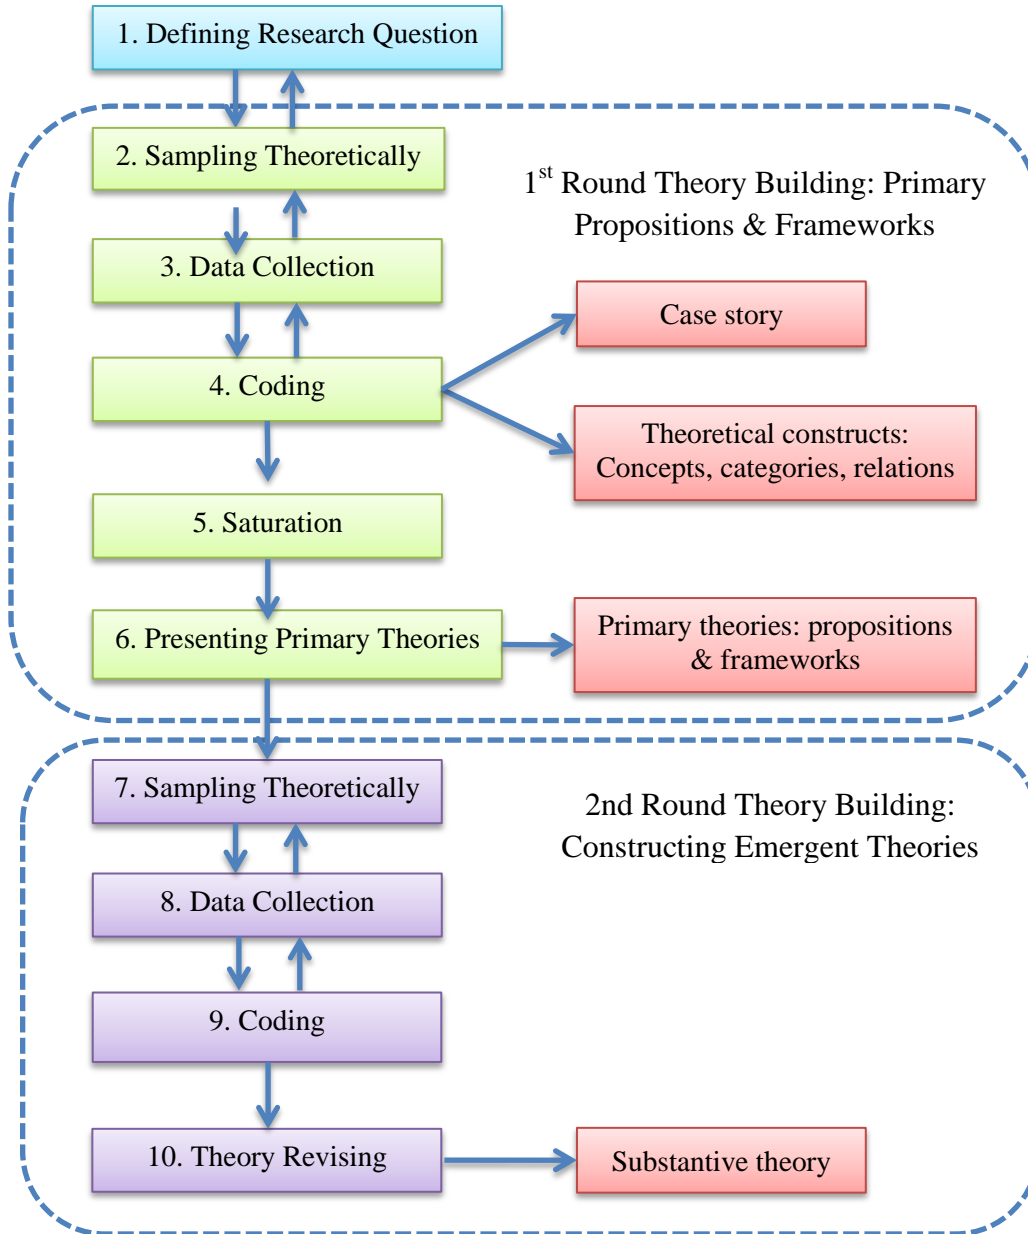 1. Defining Research Question
2. Sampling Theoretically
1st Round Theory Building: Primary
Propositions & Frameworks
3. Data Collection
Case story
4. Coding
Theoretical constructs:
Concepts, categories, relations
5. Saturation
6. Presenting Primary Theories
Primary theories: propositions
& frameworks
7. Sampling Theoretically
2nd Round Theory Building:
Constructing Emergent Theories
8. Data Collection
9. Coding
10. Theory Revising
Substantive theory